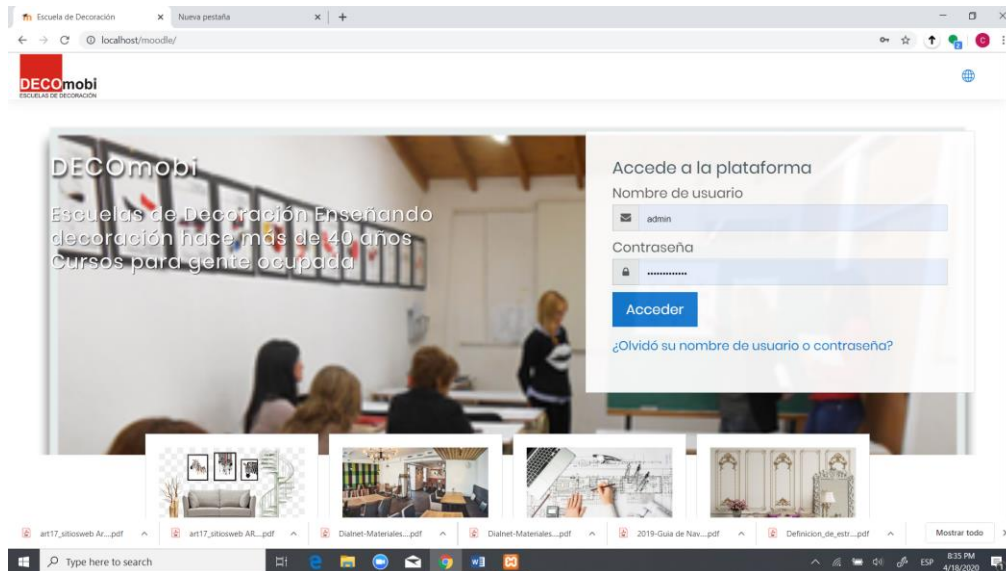 Escuela de Decoración
Nueva pestaña
localhost/moodle/
C
2
DECOmobi
ESCUELAS DE DECORACIÓN
DECOmobi
Escuelas de Decoración Enseñando
decoración hace más de 40 años
Cursos para gente ocupada
Accede a la plataforma
Nombre de usuario
admin
Contraseña
Acceder
¿Olvidó su nombre de usuario o contraseña?
art17_sitiosweb Ar....pdf
art17_sitiosweb AR....pdf
Dialnet-Materiales....pdf
Dialnet-Materiales....pdf
2019-Guia de Nav....pdf
Definicion_de_estr....pdf
Mostrar todo
Type here to search
ESP
8:35 PM
4/18/2020